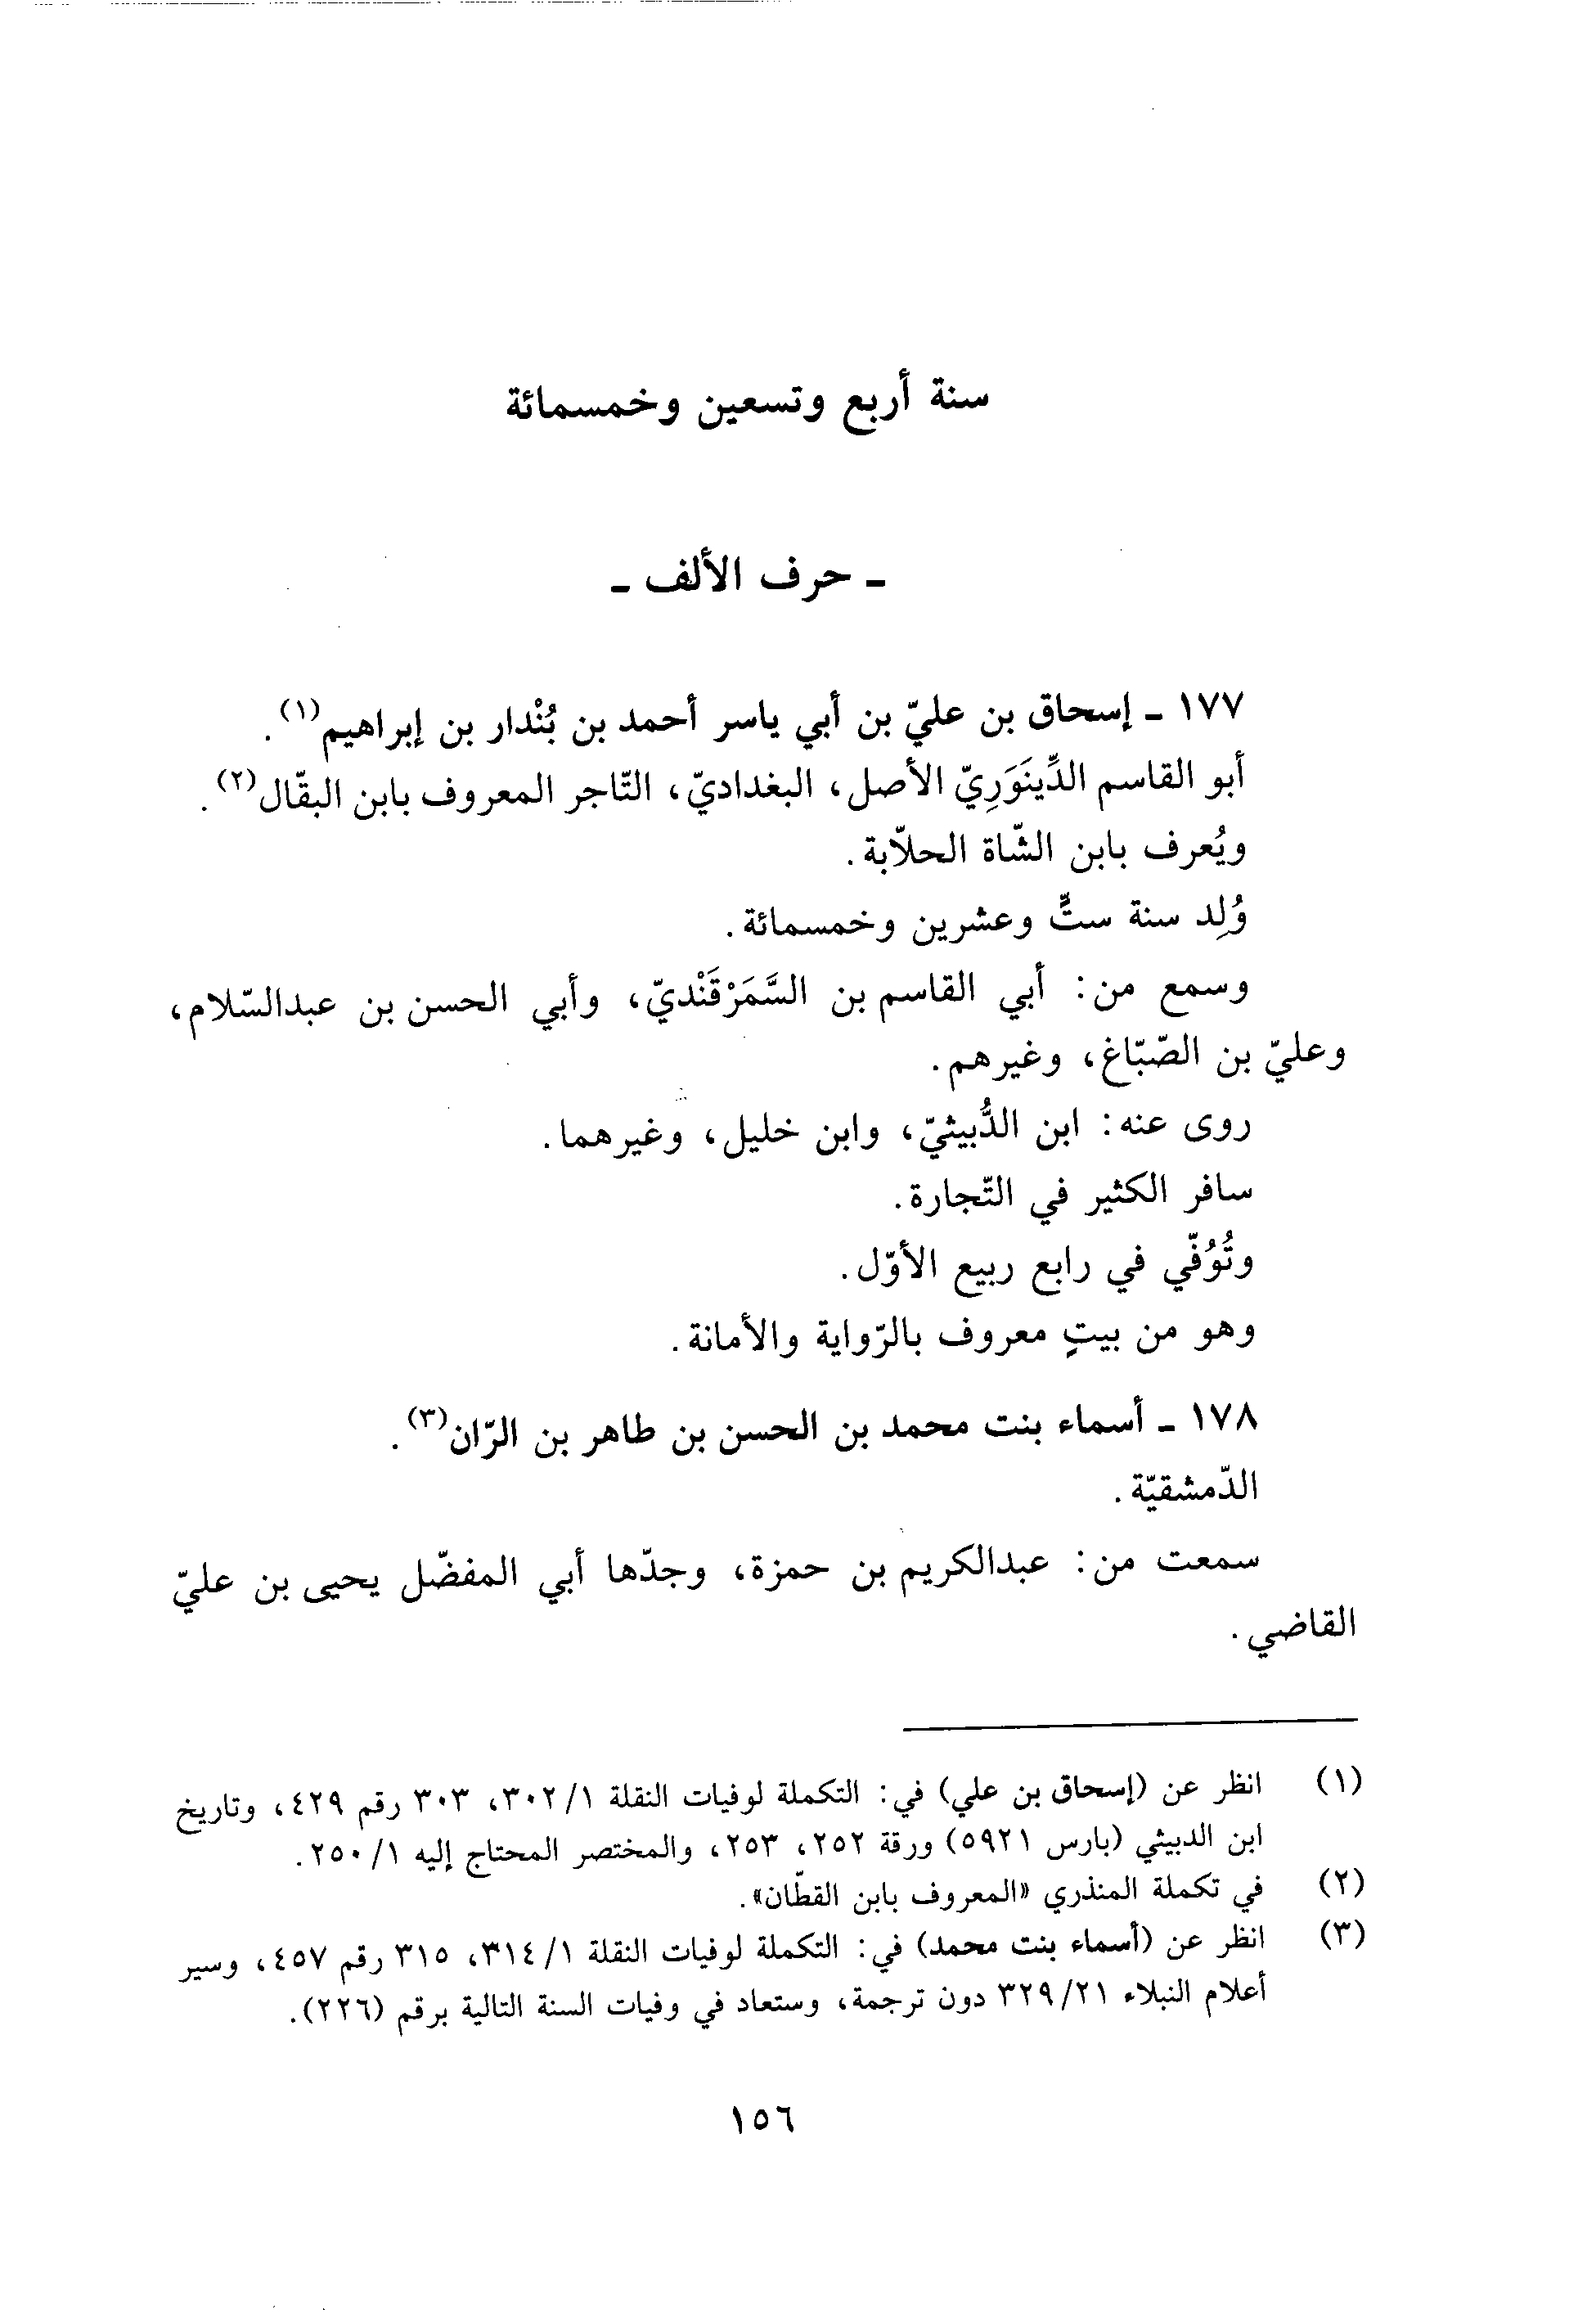 سنة أربع وتسعين وخمسمائة
ـ حرف الألف ـ
١٧٧ ـ إسحاق بن عليّ بن أبي ياسر أحمد بن بُنْدار بن إبراهيم(١).
أبو القاسم الدِّينَوَرِيّ الأصل، البغداديّ، التّاجر المعروف بابن البقّال(٢).
ويُعرف بابن الشّاة الحلاّبة.
وُلِد سنة ستٍّ وعشرين وخمسمائة.
وسمع من: أبي القاسم بن السَّمَرْقَنْديّ، وأبي الحسن بن عبدالسّلام،
وعليّ بن الصّبّاغ، وغيرهم.
روى عنه: ابن الدُّبيثيّ، وابن خليل، وغيرهما.
سافر الكثير في التّجارة.
وتُوُفّي في رابع ربيع الأوّل.
وهو من بيتٍ معروف بالرّواية والأمانة.
١٧٨ ـ أسماء بنت محمد بن الحسن بن طاهر بن الرّان(٣).
الدّمشقيّة.
سمعت من: عبدالكريم بن حمزة، وجدّها أبي المفضّل يحيى بن عليّ
القاضي.
(١) انظر عن (إسحاق بن علي) في: التكملة لوفيات النقلة ١/ ٣٠٢، ٣٠٣ رقم ٤٢٩، وتاريخ
ابن الدبيثي (بارس ٥٩٢١) ورقة ٢٥٢، ٢٥٣، والمختصر المحتاج إليه ١/ ٢٥٠.
(٢) في تكملة المنذري «المعروف بابن القطّان».
(٣) انظر عن (أسماء بنت محمد) في: التكملة لوفيات النقلة ١/ ٣١٤، ٣١٥ رقم ٤٥٧، وسير
أعلام النبلاء ٢١/ ٣٢٩ دون ترجمة، وستعاد في وفيات السنة التالية برقم (٢٢٦).
١٥٦